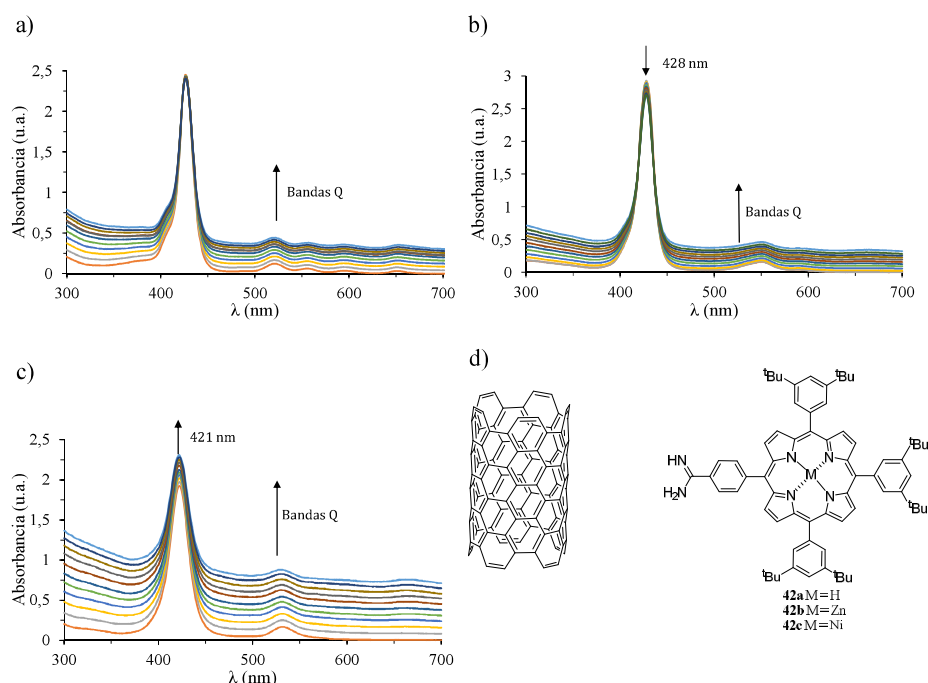 a)
2,5
2
1,5
1
0,5
0
300
400
500
600
700
Absorbancia (u.a.)
λ (nm)
Bandas Q
b)
3
2,5
2
1,5
1
0,5
0
300
400
500
600
700
Absorbancia (u.a.)
λ (nm)
428 nm
Bandas Q
c)
2,5
2
1,5
1
0,5
0
300
400
500
600
700
Absorbancia (u.a.)
λ (nm)
421 nm
Bandas Q
d)
tBu
tBu
tBu
tBu
tBu
tBu
HN
H2N
N
N
N
N
M
42a M=H
42b M=Zn
42c M=Ni